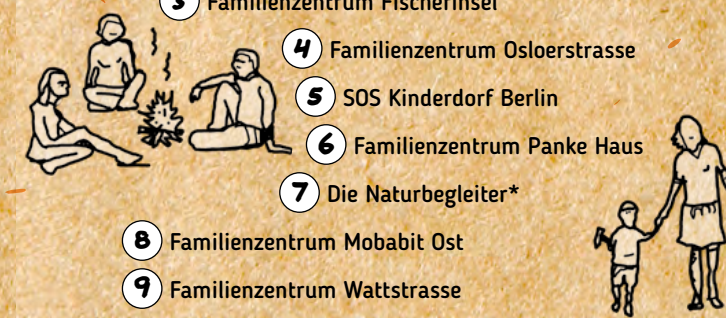 3 Familienzentrum Fischerinsel
4 Familienzentrum Osloerstrasse
5 SOS Kinderdorf Berlin
6 Familienzentrum Panke Haus
7 Die Naturbegleiter*
8 Familienzentrum Mobabit Ost
9 Familienzentrum Wattstrasse